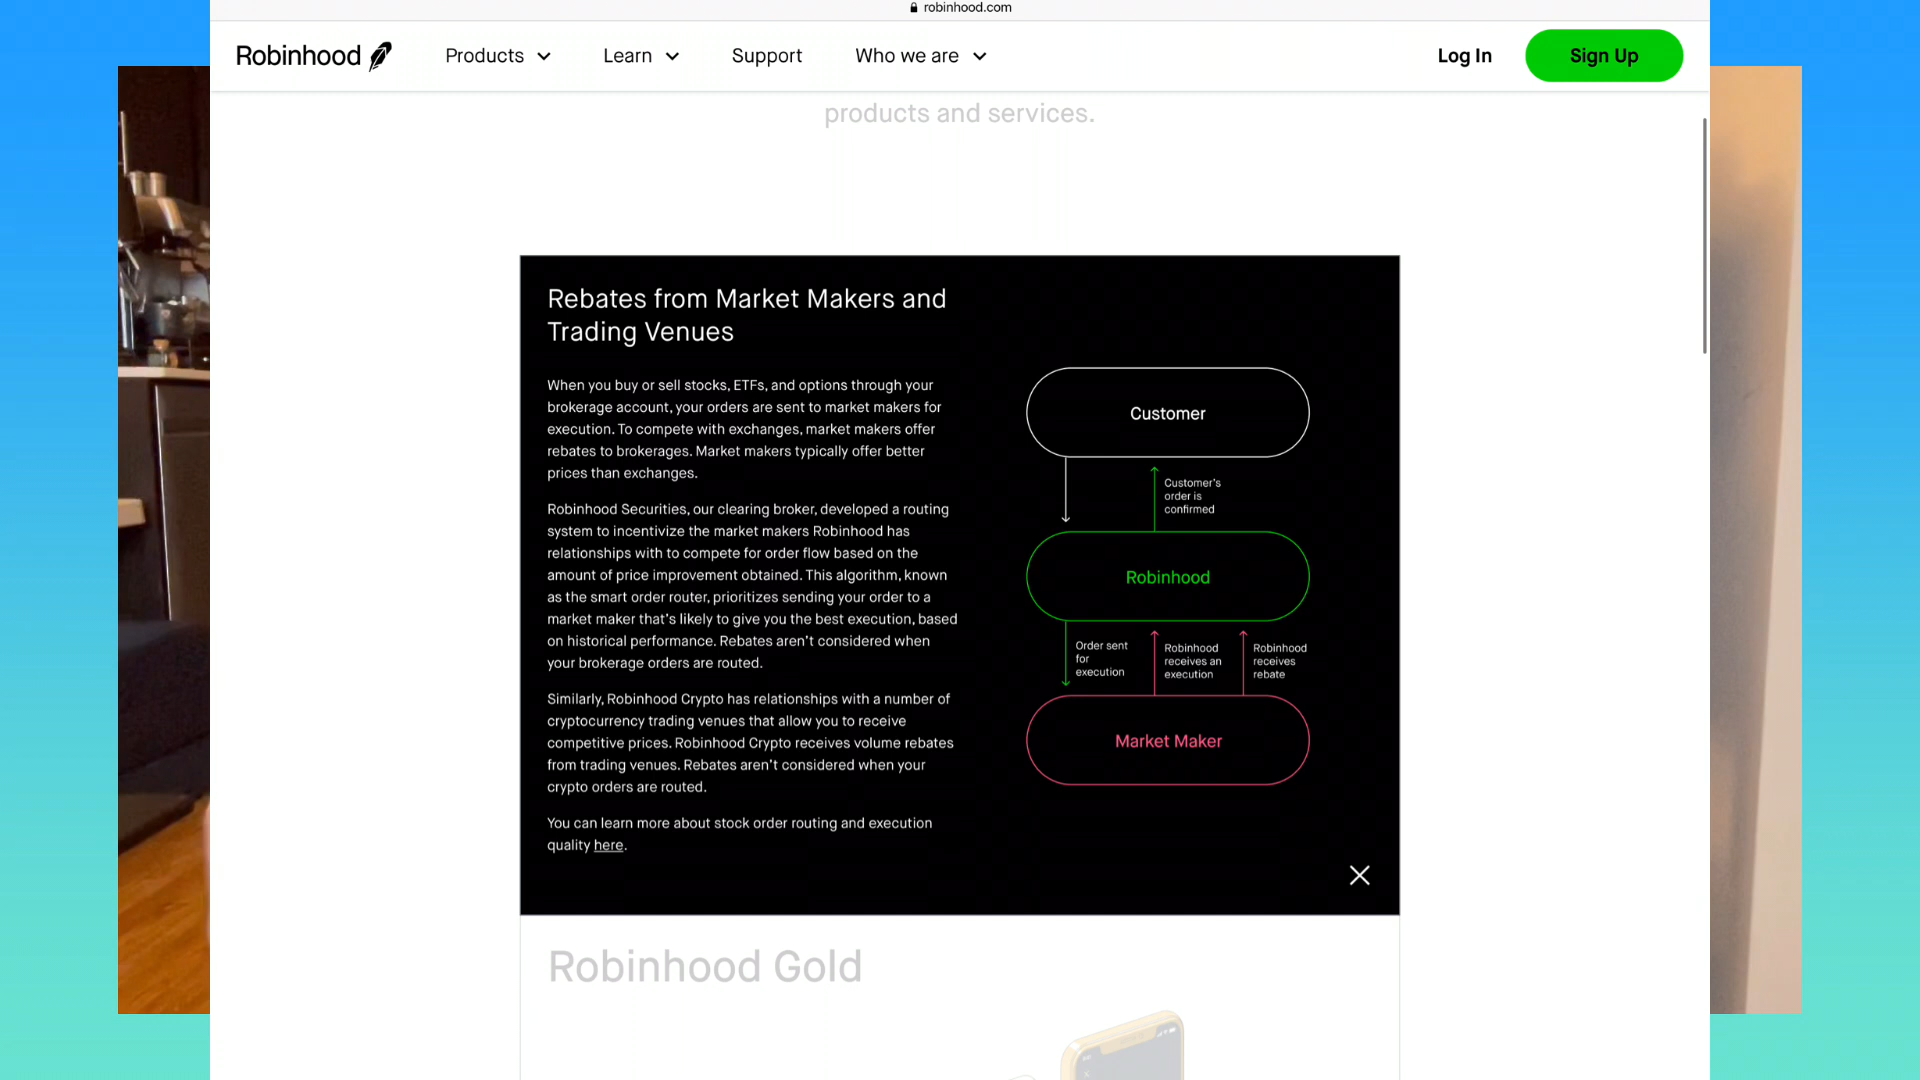 robinhood.com
Robinhood
Products
Learn
Support
Who we are
Log In
Sign Up
products and services.
Rebates from Market Makers and
Trading Venues
When you buy or sell stocks, ETFs, and options through your
brokerage account, your orders are sent to market makers for
execution. To compete with exchanges, market makers offer
rebates to brokerages. Market makers typically offer better
prices than exchanges.
Robinhood Securities, our clearing broker, developed a routing
system to incentivize the market makers Robinhood has
relationships with to compete for order flow based on the
amount of price improvement obtained. This algorithm, known
as the smart order router, prioritizes sending your order to a
market maker that's likely to give you the best execution, based
on historical performance. Rebates aren't considered when
your brokerage orders are routed.
Similarly, Robinhood Crypto has relationships with a number of
cryptocurrency trading venues that allow you to receive
competitive prices. Robinhood Crypto receives volume rebates
from trading venues. Rebates aren't considered when your
crypto orders are routed.
You can learn more about stock order routing and execution
quality here.
Customer
Customer's
order is
confirmed
Robinhood
Order sent
for
execution
Robinhood
receives an
execution
Robinhood
receives
rebate
Market Maker
Robinhood Gold